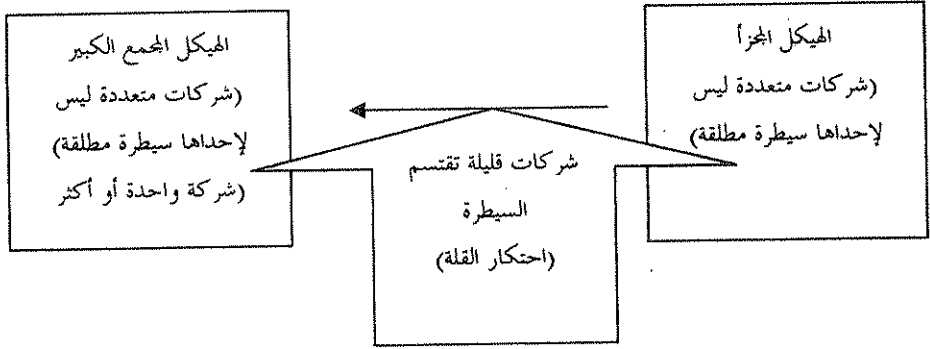 الهيكل المجزأ
(شركات متعددة ليس
لإحداها سيطرة مطلقة)
شركات قليلة تقتسم
السيطرة
(احتكار القلة)
الهيكل المجمع الكبير
(شركات متعددة ليس
لإحداها سيطرة مطلقة)
(شركة واحدة أو أكثر